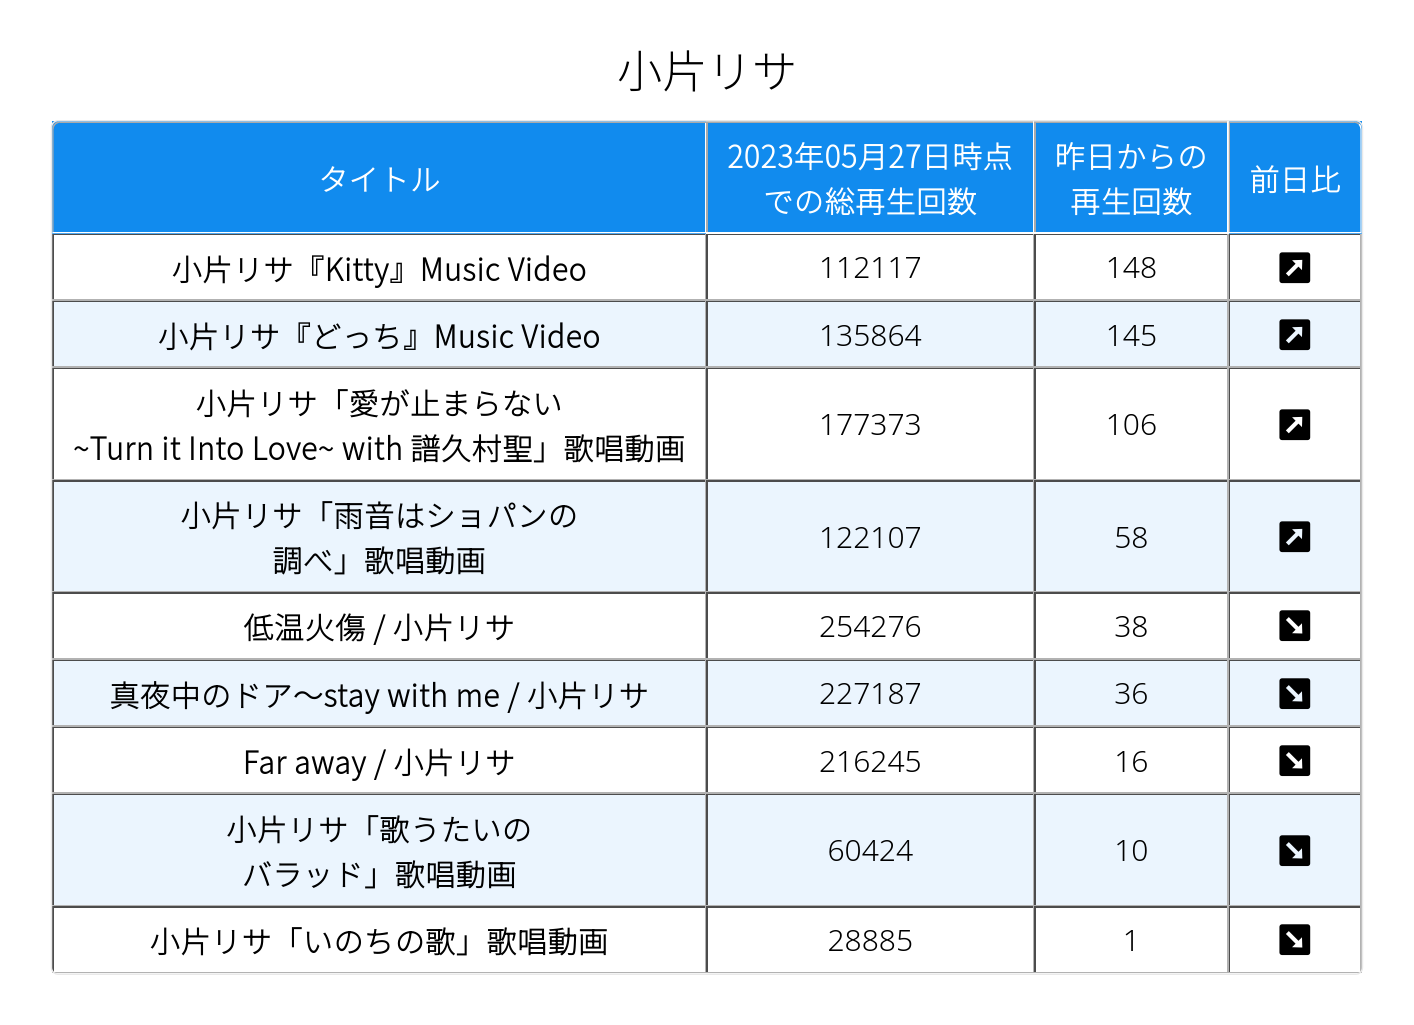 小片リサ
タイトル
2023年05月27日時点
での総再生回数
昨日からの
再生回数
前日比
小片リサ『Kitty』Music Video
112117
148
↗
小片リサ『どっち』Music Video
135864
145
↗
小片リサ「愛が止まらない
~Turn it Into Love~ with 譜久村聖」歌唱動画
177373
106
↗
小片リサ「雨音はショパンの
調べ」歌唱動画
122107
58
↗
低温火傷 / 小片リサ
254276
38
↘
真夜中のドア〜stay with me / 小片リサ
227187
36
↘
Far away / 小片リサ
216245
16
↘
小片リサ「歌うたいの
バラッド」歌唱動画
60424
10
↘
小片リサ「いのちの歌」歌唱動画
28885
1
↘